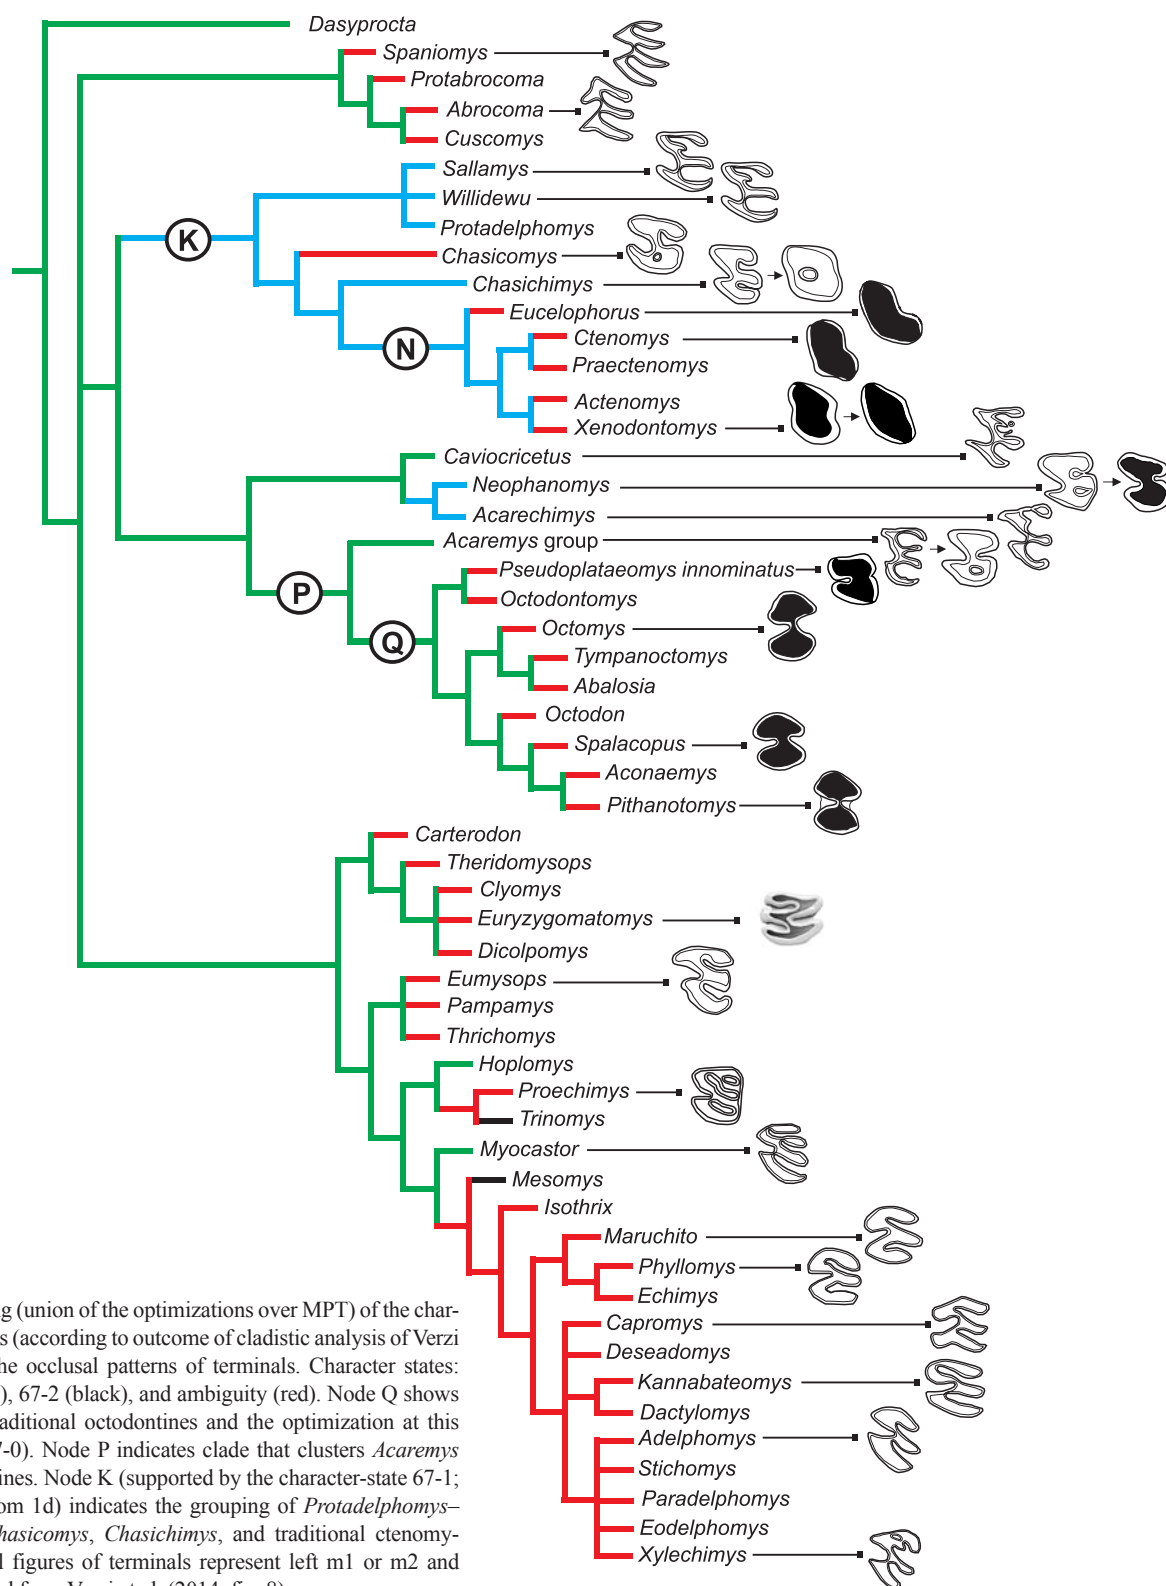 Dasyprocta
Spaniomys
Protabrocoma
Abrocoma
Cuscomys
Sallamys
Willidewu
Protadelphomys
K
Chasicomys
Chasichimys
Eucelophorus
Ctenomys
N
Praectenomys
Actenomys
Xenodontomys
Caviocricetus
Neophanomys
Acarechimys
Acaremys group
Pseudoplataeomys innominatus
P
Octodontomys
Octomys
Q
Tympanoctomys
Abalosia
Octodon
Spalacopus
Aconaemys
Pithanotomys
Carterodon
Theridomysops
Clyomys
Euryzygomatomys
Dicolpomys
Eumysops
Pampamys
Thrichomys
Hoplomys
Proechimys
Trinomys
Myocastor
Mesomys
Isothrix
Maruchito
Phyllomys
Echimys
Capromys
Deseadomys
Kannabateomys
Dactylomys
Adelphomys
Stichomys
Paradelphomys
Eodelphomys
Xylechimys
g (union of the optimizations over MPT) of the char-
s (according to outcome of cladistic analysis of Verzi
he occlusal patterns of terminals. Character states:
), 67-2 (black), and ambiguity (red). Node Q shows
aditional octodontines and the optimization at this
7-0). Node P indicates clade that clusters Acaremys
ines. Node K (supported by the character-state 67-1;
om 1d) indicates the grouping of Protadelphomys–
hasicomys, Chasichimys, and traditional ctenomy-
l figures of terminals represent left m1 or m2 and